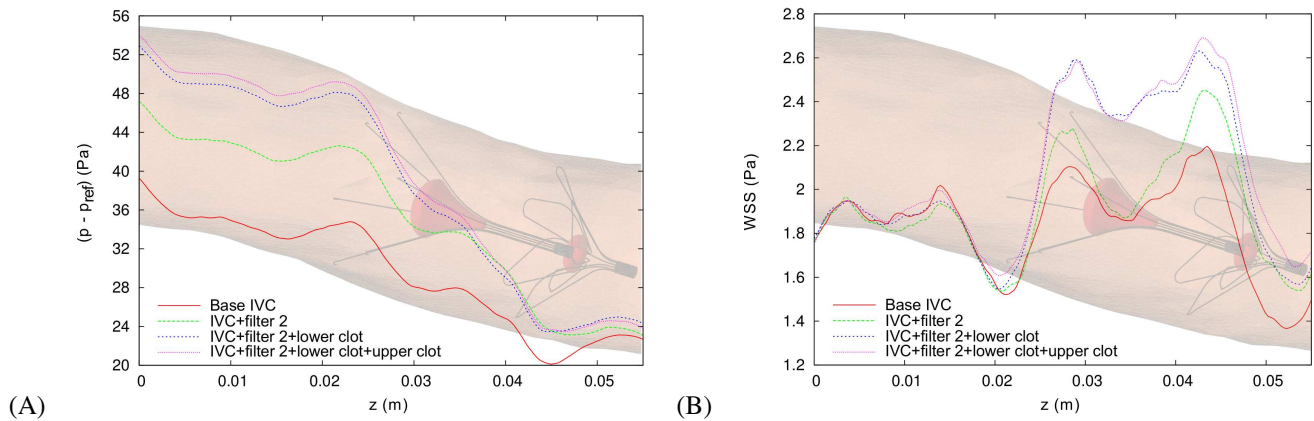 56
52
48
44
40
36
32
28
24
20
(p - pref) (Pa)
Base IVC
IVC+filter 2
IVC+filter 2+lower clot
IVC+filter 2+lower clot+upper clot
0 0.01 0.02 0.03 0.04 0.05
z (m)
(A)
2.8
2.6
2.4
2.2
2
1.8
1.6
1.4
1.2
WSS (Pa)
Base IVC
IVC+filter 2
IVC+filter 2+lower clot
IVC+filter 2+lower clot+upper clot
0 0.01 0.02 0.03 0.04 0.05
z (m)
(B)